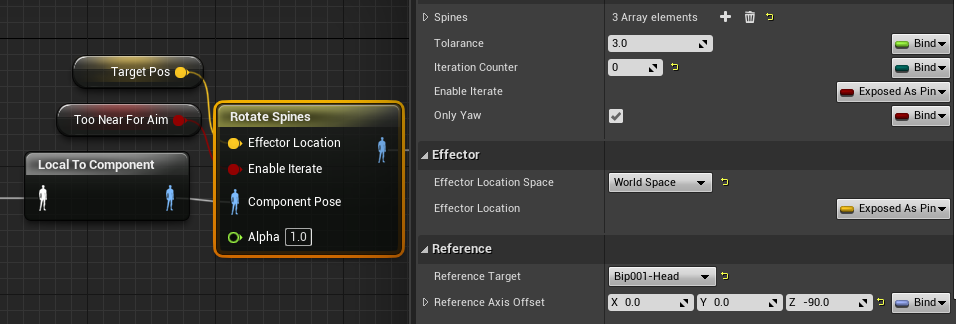 Target Pos
Too Near For Aim
Local To Component
Rotate Spines
Effector Location
Enable Iterate
Component Pose
Alpha 1.0
Spines 3 Array elements
Tolarance 3.0 Bind
Iteration Counter 0 Bind
Enable Iterate Exposed As Pin
Only Yaw Bind
Effector
Effector Location Space World Space
Effector Location Exposed As Pin
Reference
Reference Target Bip001-Head
Reference Axis Offset X 0.0 Y 0.0 Z -90.0 Bind